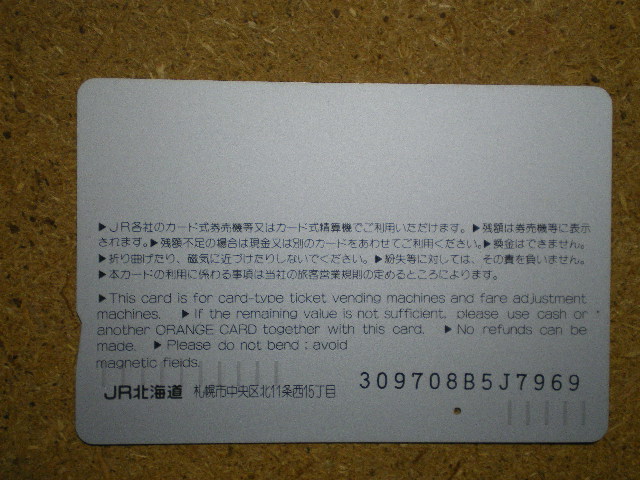 ▶JR各社のカード式券売機等又はカード式精算機でご利用いただけます。▶残額は券売機等に表示
されます。▶残額不足の場合は現金又は別のカードをあわせてご利用ください。▶換金はできません。
▶折り曲げたり、磁気に近づけたりしないでください。▶紛失等に対しては、その責を負いません。
▶本カードの利用に係わる事項は当社の旅客営業規則の定めるところによります。
▶This card is for card-type ticket vending machines and fare adjustment
machines. ▶If the remaining value is not sufficient, please use cash or
another ORANGE CARD together with this card. ▶No refunds can be
made. ▶Please do not bend : avoid
magnetic fields.
JR北海道 札幌市中央区北11条西15丁目 309708B5J7969